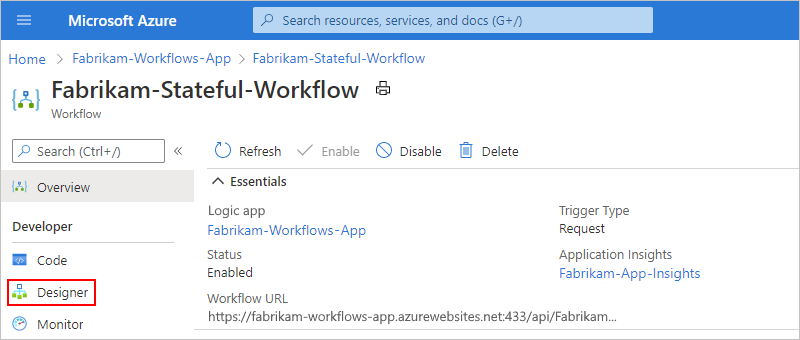 Microsoft Azure
Search resources, services, and docs (G+/)
Home > Fabrikam-Workflows-App > Fabrikam-Stateful-Workflow
Fabrikam-Stateful-Workflow
Workflow
Search (Ctrl+/) «
Refresh Enable Disable Delete
Overview
Developer
Code
Designer
Monitor
Essentials
Logic app
Fabrikam-Workflows-App
Status
Enabled
Workflow URL
https://fabrikam-workflows-app.azurewebsites.net:433/api/Fabrikam...
Trigger Type
Request
Application Insights
Fabrikam-App-Insights